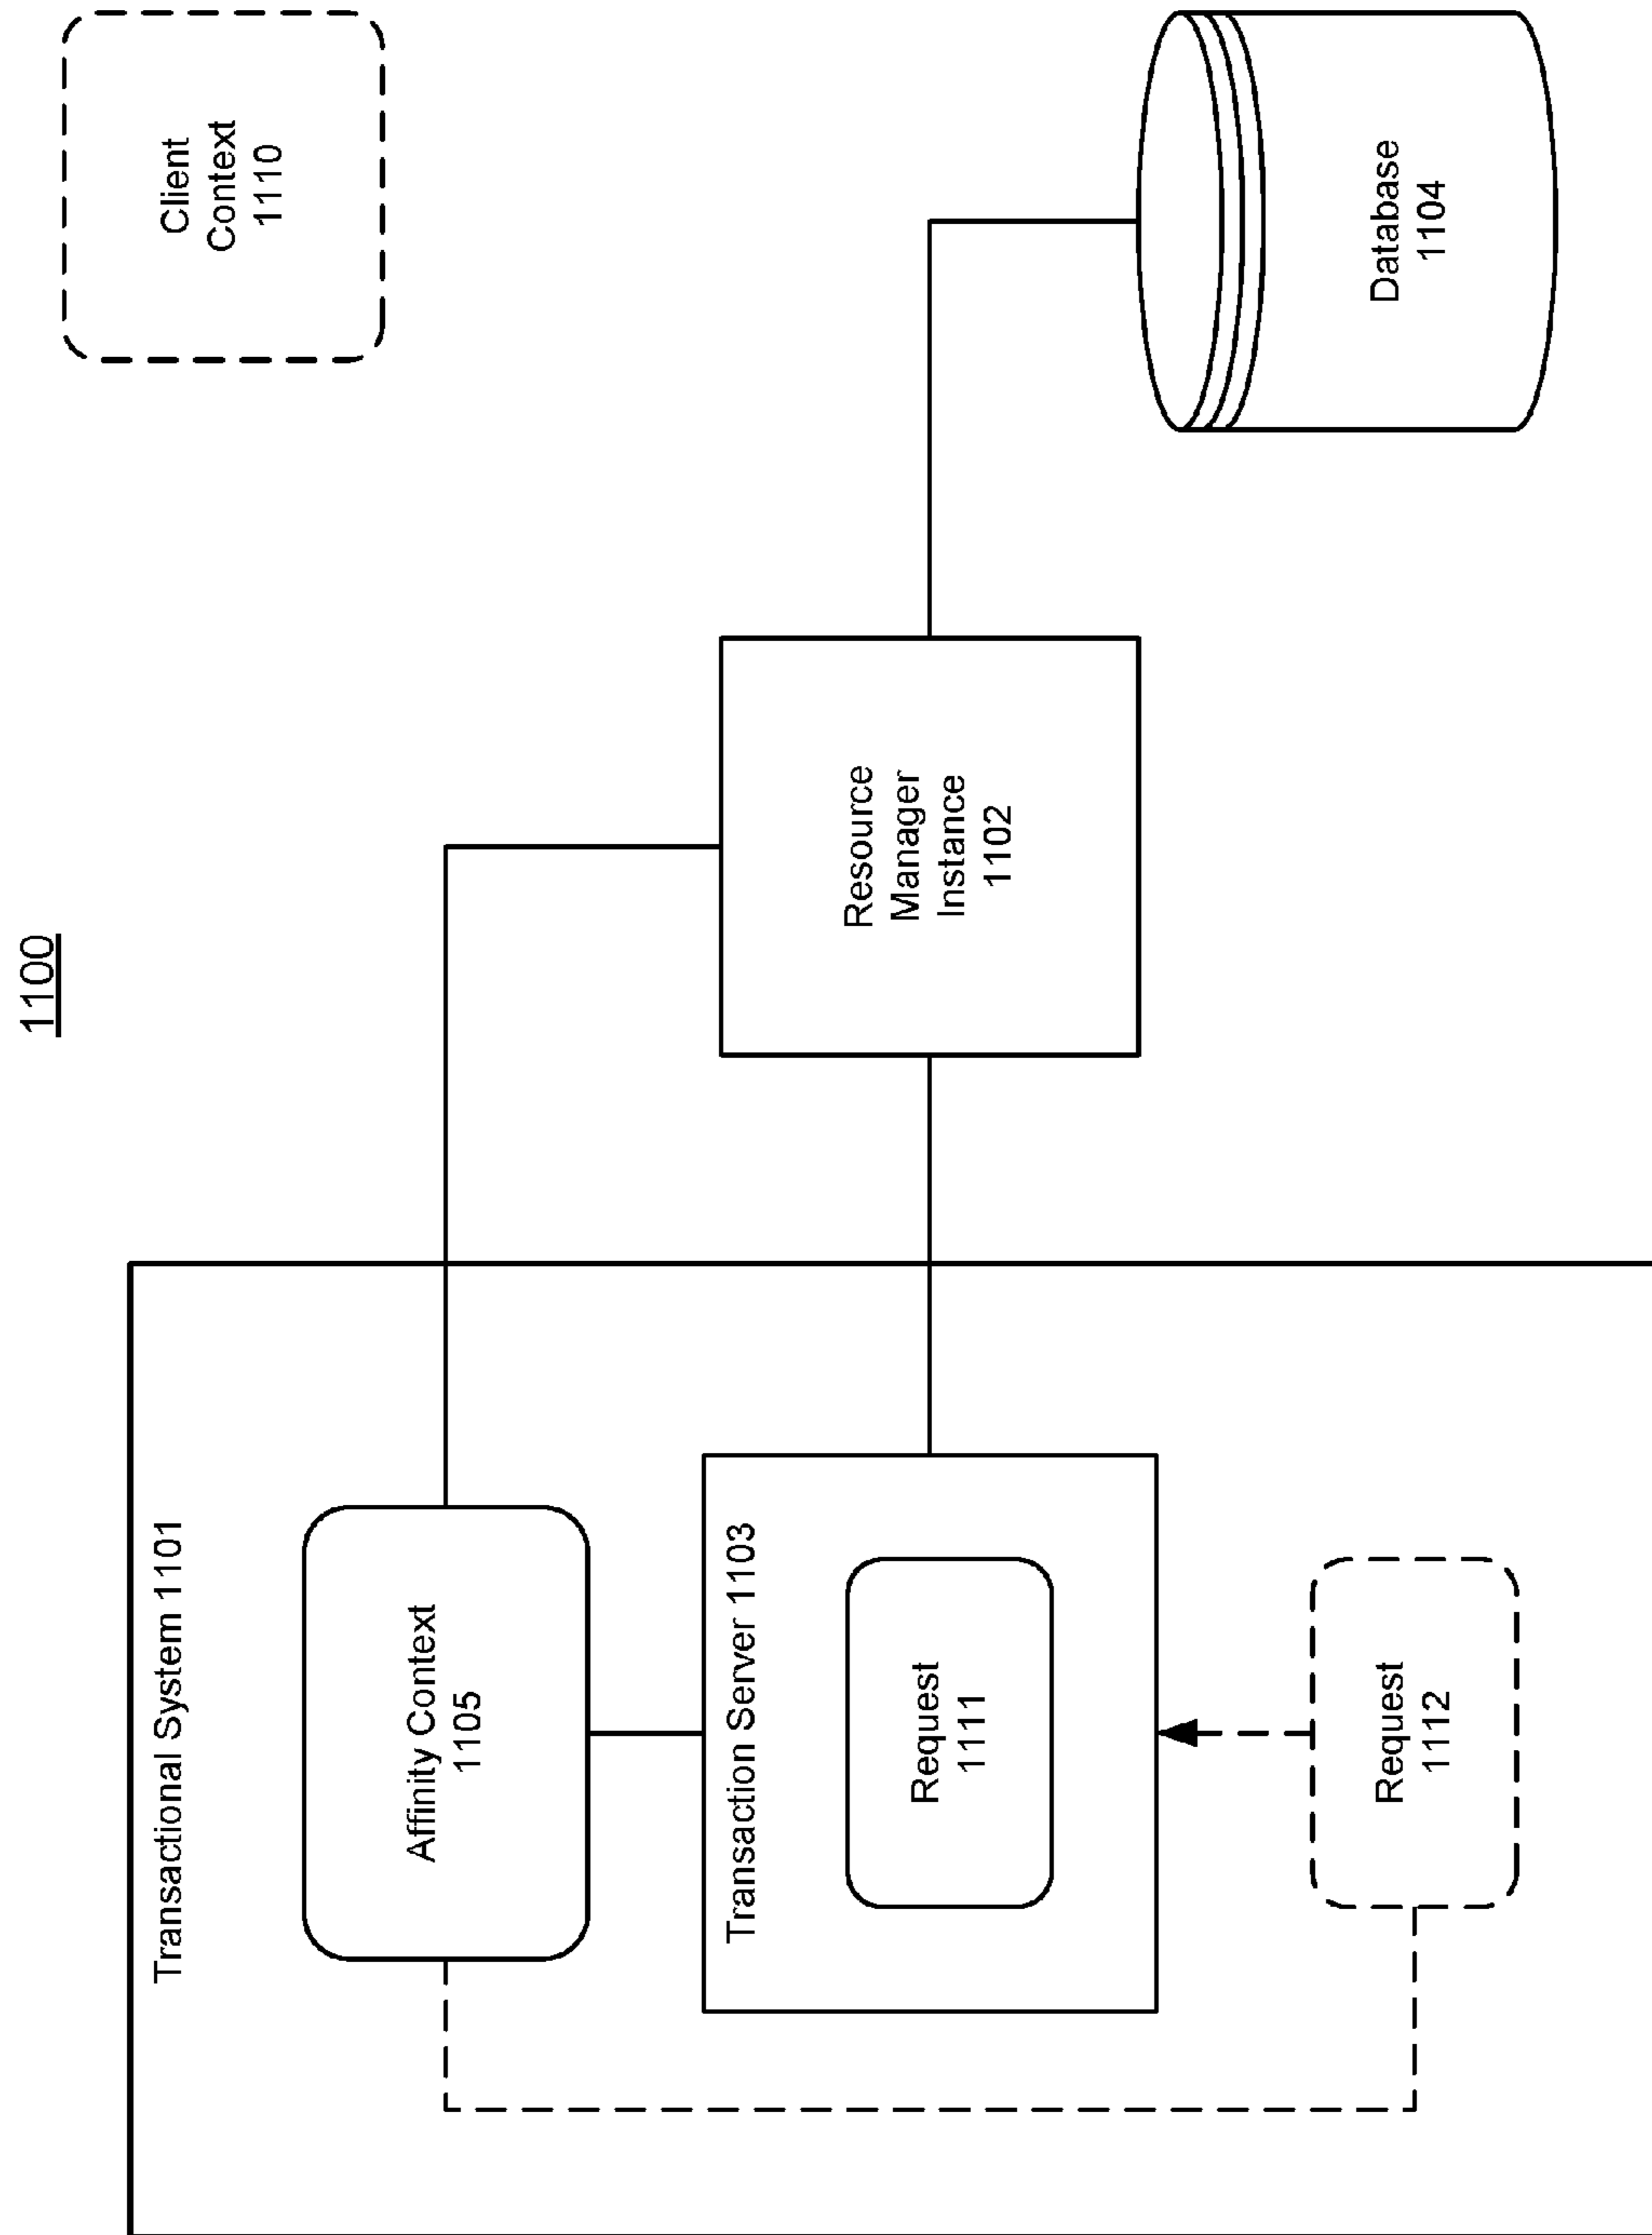 1100
Transactional System 1101
Affinity Context
1105
Transaction Server 1103
Request
1111
Request
1112
Resource
Manager
Instance
1102
Client
Context
1110
Database
1104